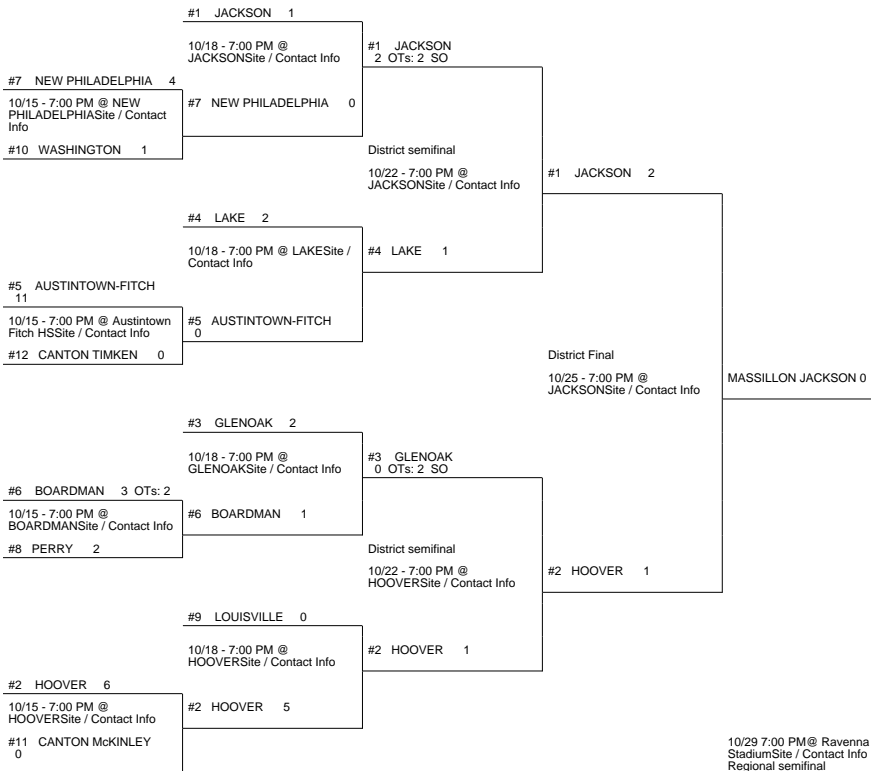 #1 JACKSON 1
10/18 - 7:00 PM @
JACKSONSite / Contact Info
#1 JACKSON
2 OTs: 2 SO
#7 NEW PHILADELPHIA 4
10/15 - 7:00 PM @ NEW
PHILADELPHIASite / Contact
Info
#7 NEW PHILADELPHIA 0
#10 WASHINGTON 1
District semifinal
10/22 - 7:00 PM @
JACKSONSite / Contact Info
#1 JACKSON 2
#4 LAKE 2
10/18 - 7:00 PM @ LAKESite /
Contact Info
#4 LAKE 1
#5 AUSTINTOWN-FITCH
11
10/15 - 7:00 PM @ Austintown
Fitch HSSite / Contact Info
#5 AUSTINTOWN-FITCH
0
#12 CANTON TIMKEN 0
District Final
10/25 - 7:00 PM @
JACKSONSite / Contact Info
MASSILLON JACKSON 0
#3 GLENOAK 2
10/18 - 7:00 PM @
GLENOAKSite / Contact Info
#3 GLENOAK
0 OTs: 2 SO
#6 BOARDMAN 3 OTs: 2
10/15 - 7:00 PM @
BOARDMANSite / Contact Info
#6 BOARDMAN 1
#8 PERRY 2
District semifinal
10/22 - 7:00 PM @
HOOVERSite / Contact Info
#2 HOOVER 1
#9 LOUISVILLE 0
10/18 - 7:00 PM @
HOOVERSite / Contact Info
#2 HOOVER 1
#2 HOOVER 6
10/15 - 7:00 PM @
HOOVERSite / Contact Info
#2 HOOVER 5
#11 CANTON McKINLEY
0
10/29 7:00 PM@ Ravenna
StadiumSite / Contact Info
Regional semifinal